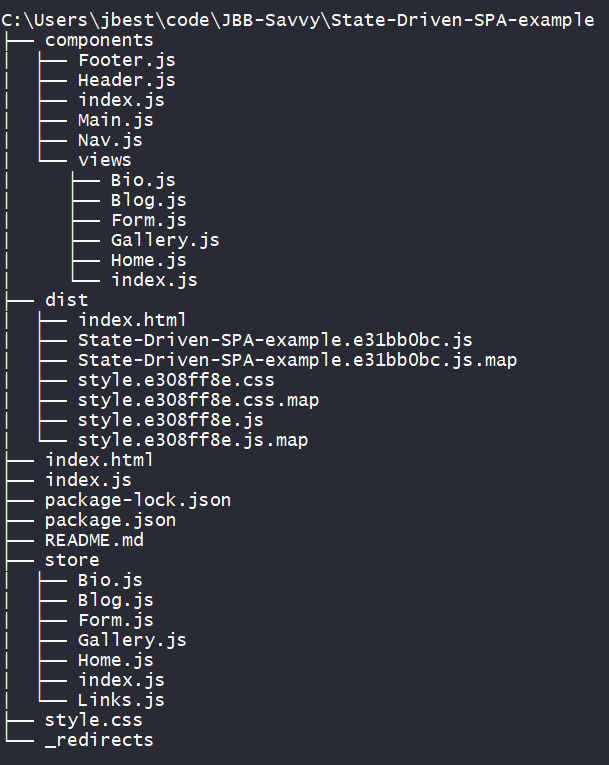 C:\Users\jbest\code\JBB-Savvy\State-Driven-SPA-example
├── components
│   ├── Footer.js
│   ├── Header.js
│   ├── index.js
│   ├── Main.js
│   ├── Nav.js
│   └── views
│       ├── Bio.js
│       ├── Blog.js
│       ├── Form.js
│       ├── Gallery.js
│       ├── Home.js
│       └── index.js
├── dist
│   ├── index.html
│   ├── State-Driven-SPA-example.e31bb0bc.js
│   ├── State-Driven-SPA-example.e31bb0bc.js.map
│   ├── style.e308ff8e.css
│   ├── style.e308ff8e.css.map
│   ├── style.e308ff8e.js
│   └── style.e308ff8e.js.map
├── index.html
├── index.js
├── package-lock.json
├── package.json
├── README.md
├── store
│   ├── Bio.js
│   ├── Blog.js
│   ├── Form.js
│   ├── Gallery.js
│   ├── Home.js
│   ├── index.js
│   └── Links.js
├── style.css
└── _redirects